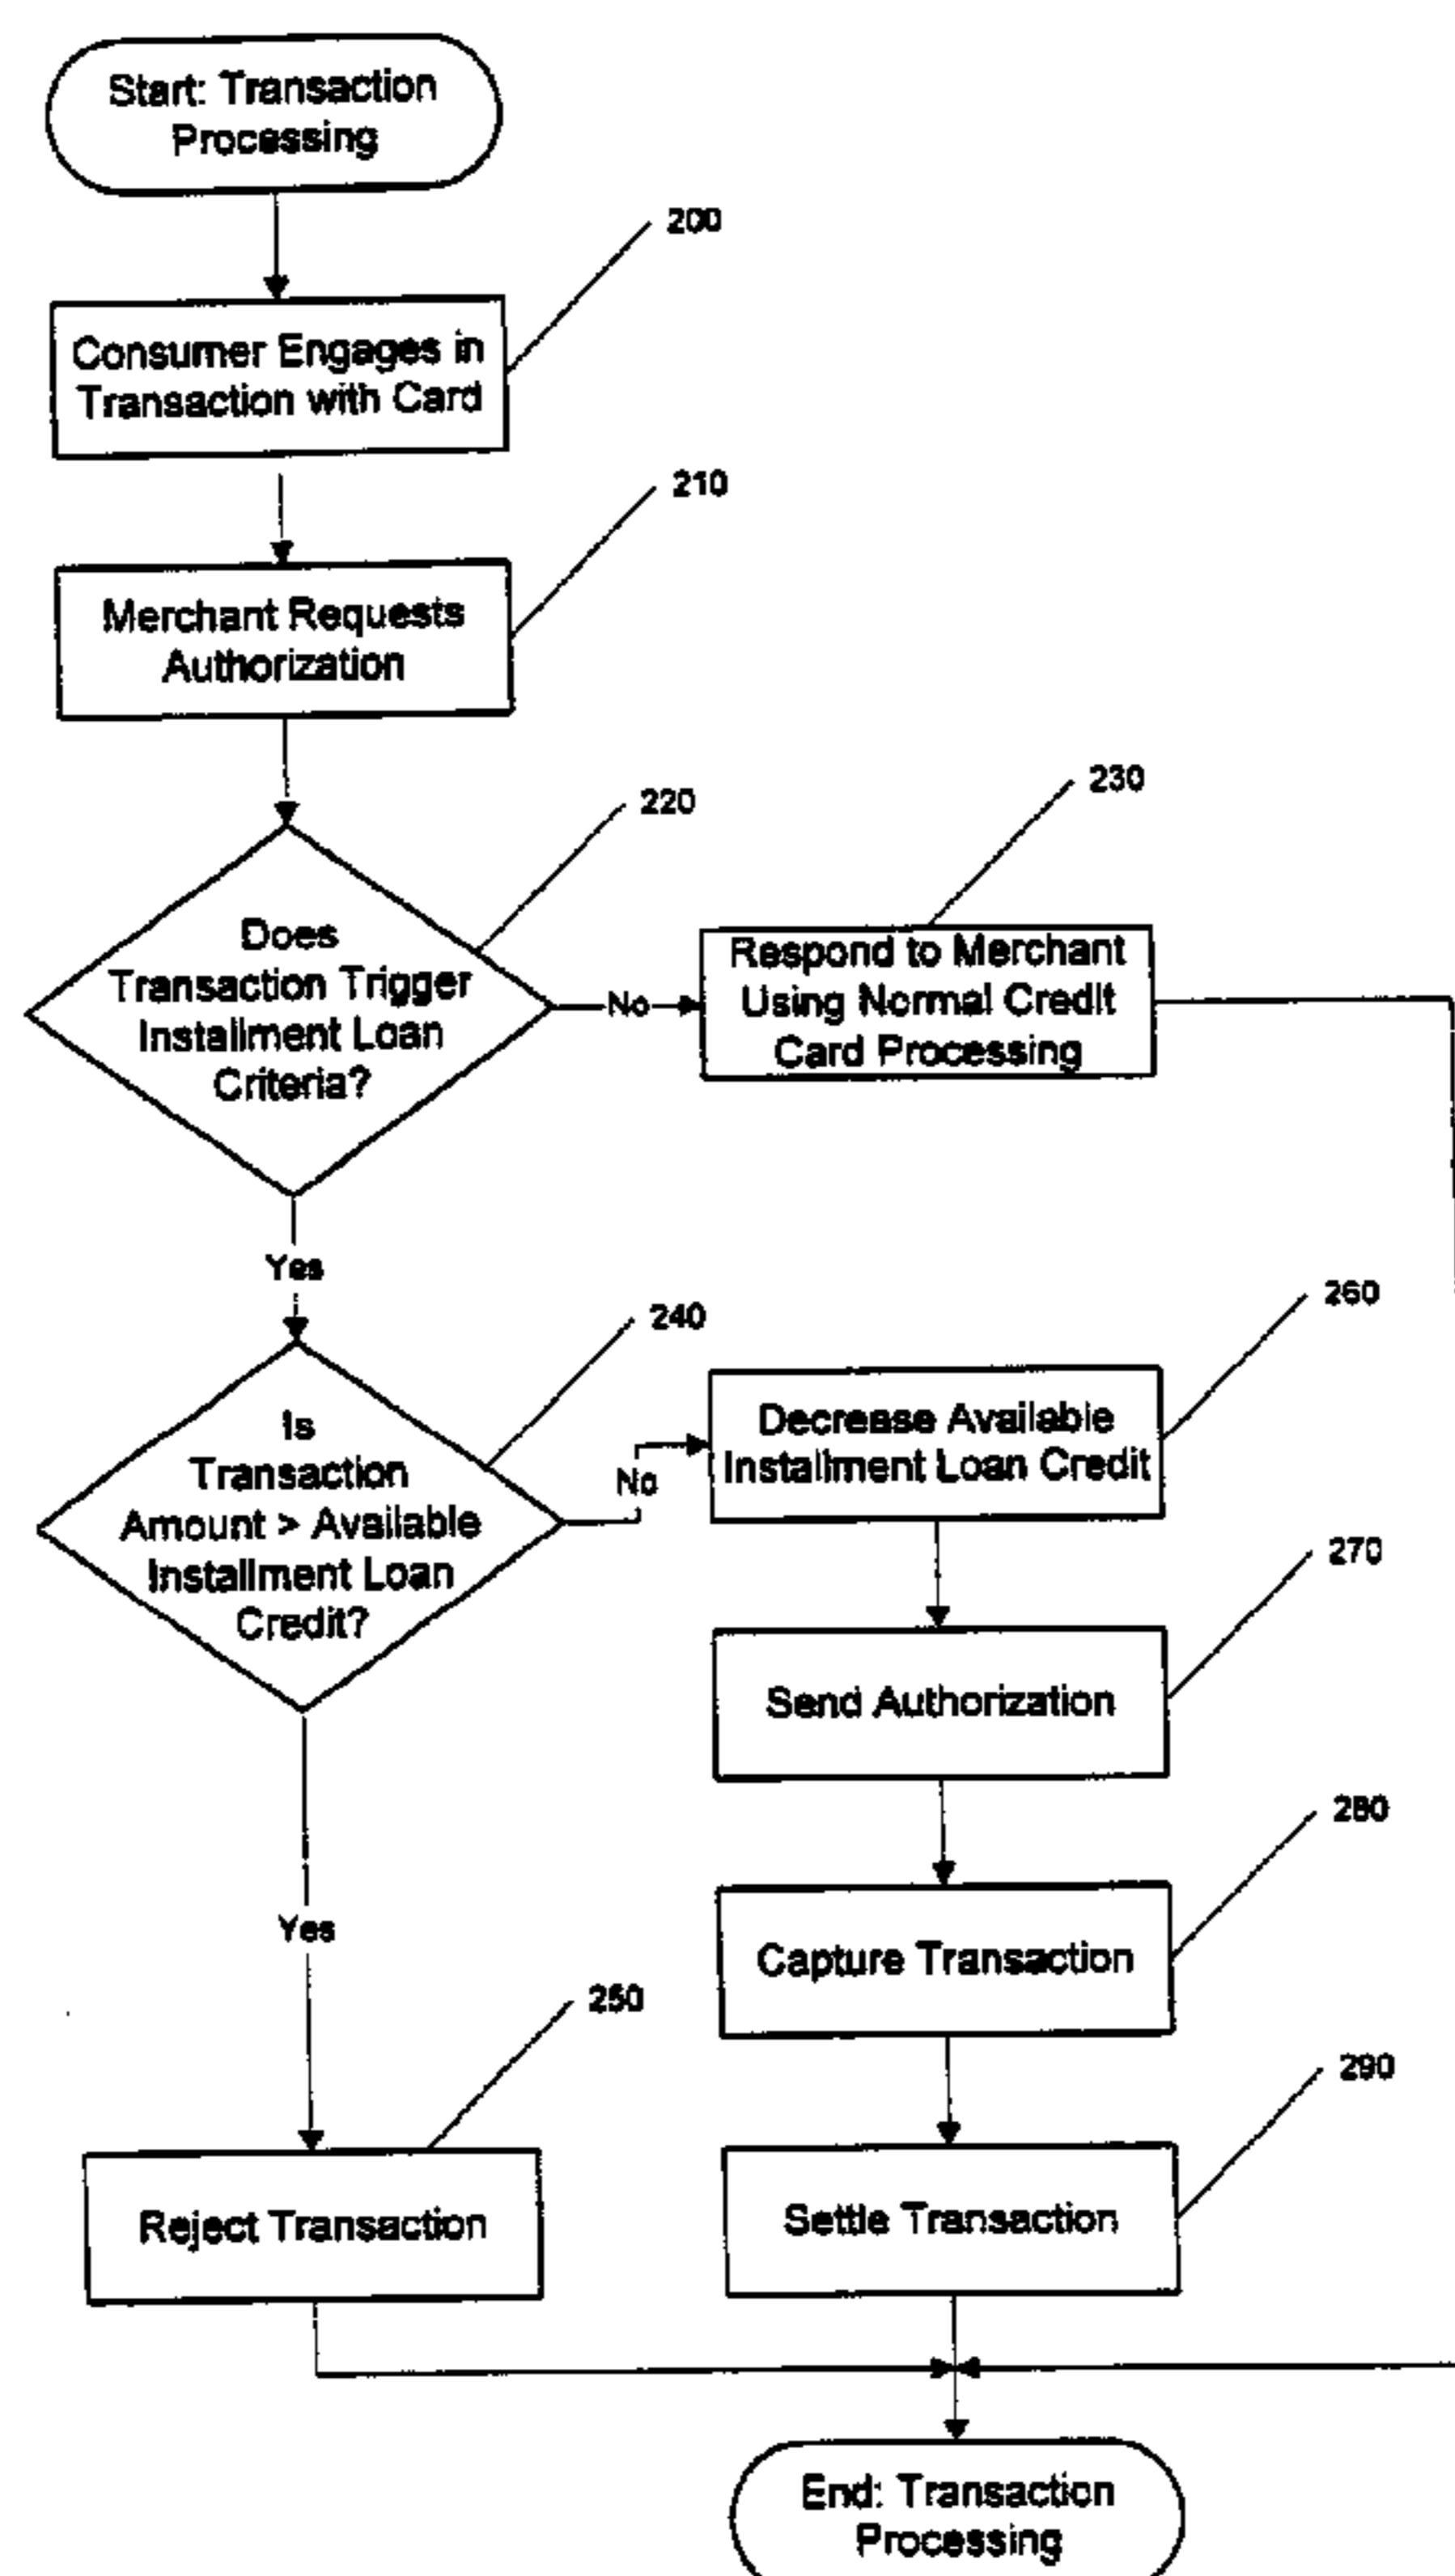 Start: Transaction
Processing
200
Consumer Engages in
Transaction with Card
210
Merchant Requests
Authorization
220
Does
Transaction Trigger
Installment Loan
Criteria?
No
230
Respond to Merchant
Using Normal Credit
Card Processing
Yes
240
Is
Transaction
Amount > Available
Installment Loan
Credit?
No
260
Decrease Available
Installment Loan Credit
270
Send Authorization
280
Capture Transaction
Yes
250
Reject Transaction
290
Settle Transaction
End: Transaction
Processing